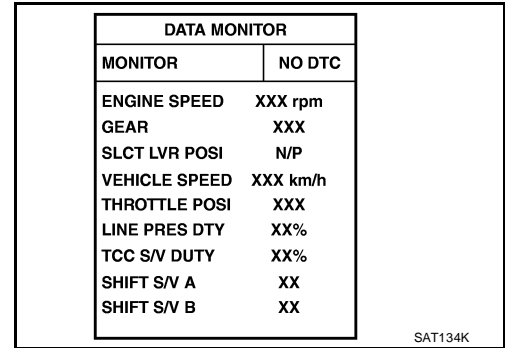 DATA MONITOR
MONITOR NO DTC
ENGINE SPEED XXX rpm
GEAR XXX
SLCT LVR POSI N/P
VEHICLE SPEED XXX km/h
THROTTLE POSI XXX
LINE PRES DTY XX%
TCC S/V DUTY XX%
SHIFT S/V A XX
SHIFT S/V B XX
SAT134K